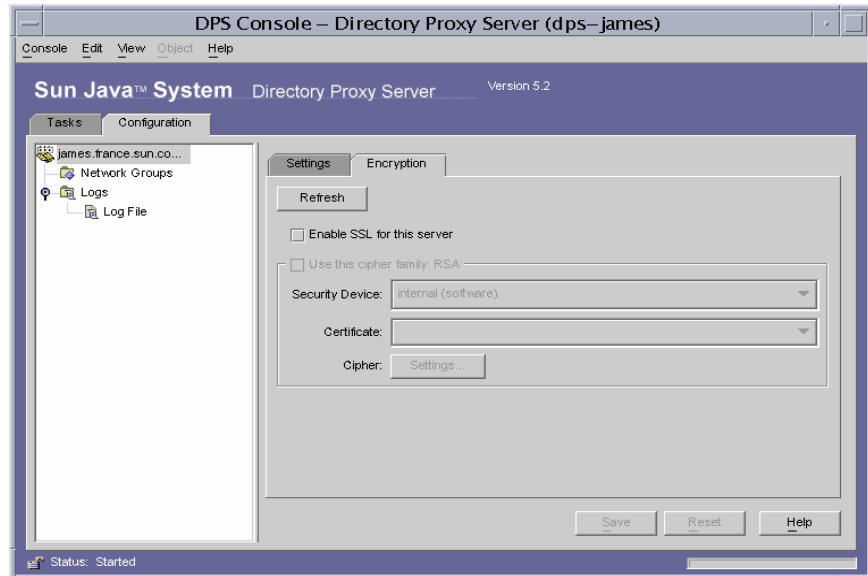 DPS Console – Directory Proxy Server (dps–james)
Console Edit View Object Help
Sun Java™ System Directory Proxy Server Version 5.2
Tasks Configuration
james.france.sun.co...
Network Groups
Logs
Log File
Settings Encryption
Refresh
Enable SSL for this server
Use this cipher family: RSA
Security Device: internal (software)
Certificate:
Cipher: Settings...
Save Reset Help
Status: Started